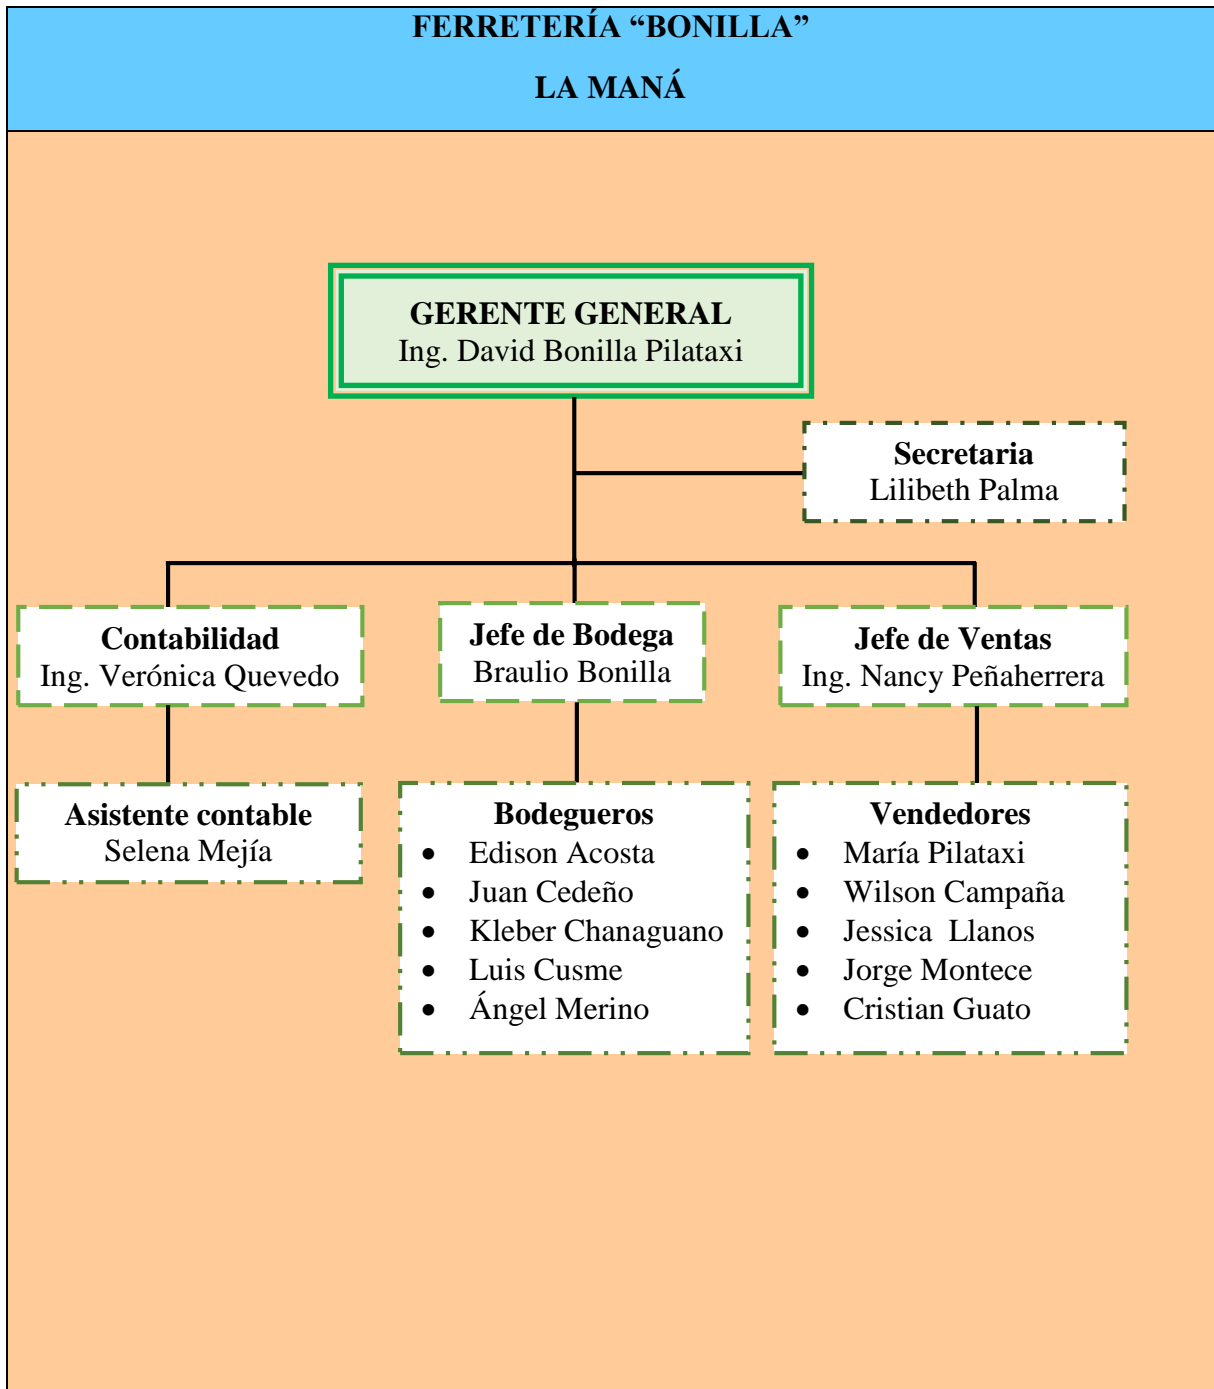 FERRETERÍA “BONILLA”
LA MANÁ
GERENTE GENERAL
Ing. David Bonilla Pilataxi
Secretaria
Lilibeth Palma
Contabilidad
Ing. Verónica Quevedo
Jefe de Bodega
Braulio Bonilla
Jefe de Ventas
Ing. Nancy Peñaherrera
Asistente contable
Selena Mejía
Bodegueros
• Edison Acosta
• Juan Cedeño
• Kleber Chanaguano
• Luis Cusme
• Ángel Merino
Vendedores
• María Pilataxi
• Wilson Campaña
• Jessica  Llanos
• Jorge Montece
• Cristian Guato